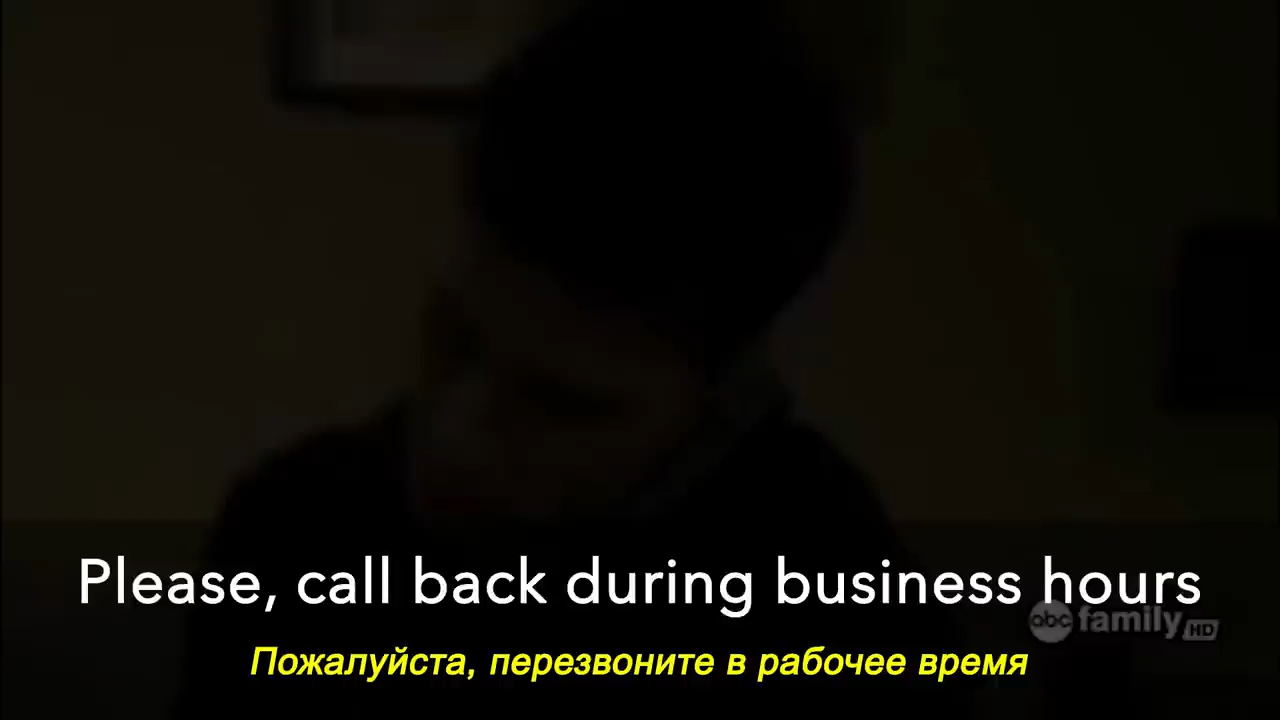 Please, call back during business hours
abc family HD
Пожалуйста, перезвоните в рабочее время